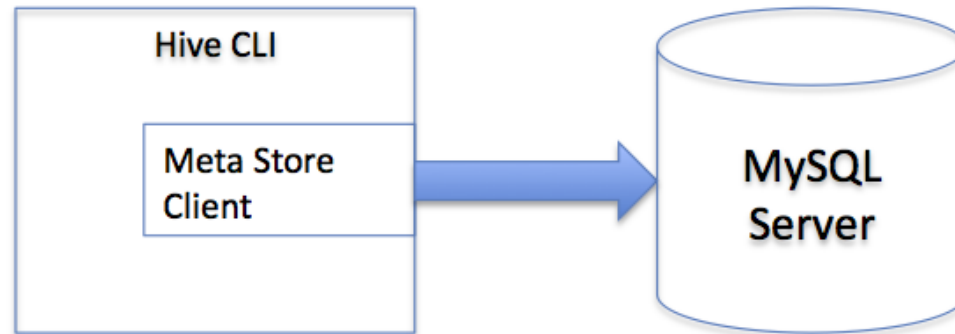 Hive CLI
Meta Store
Client
MySQL
Server